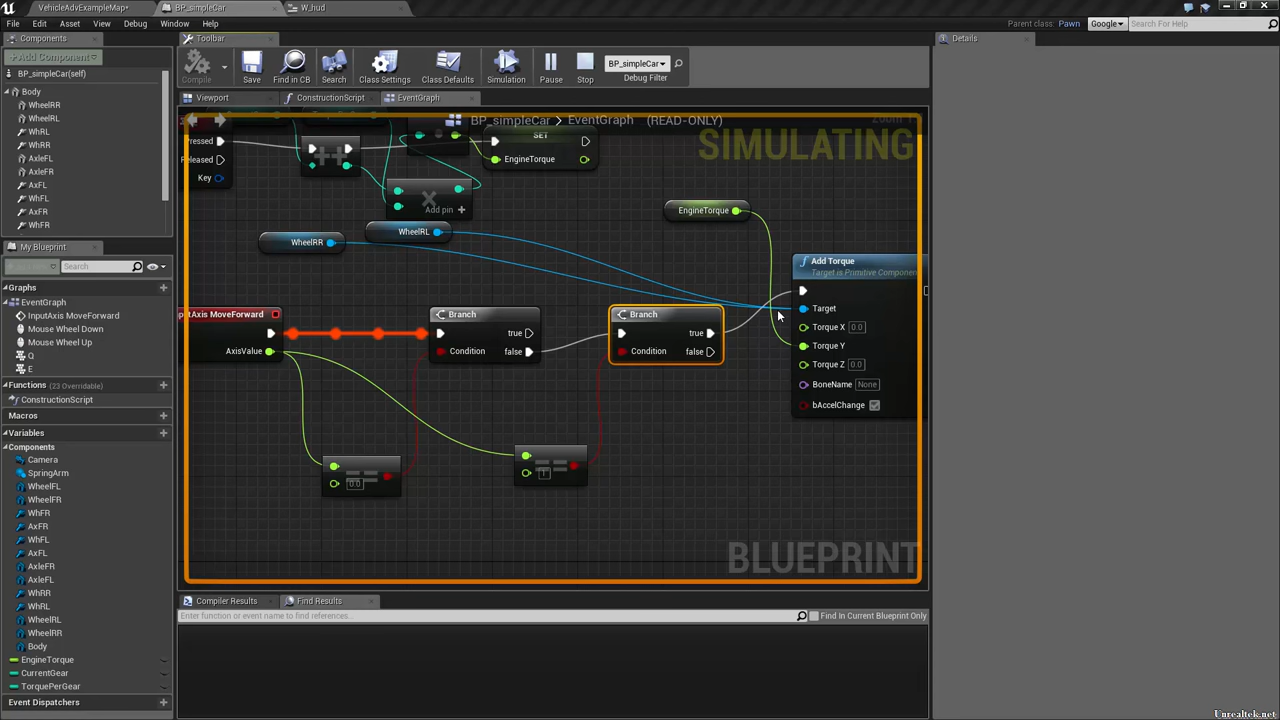 VehicleAdvExampleMap*
BP_simpleCar
W_hud
File Edit Asset View Debug Window Help
Parent class: Pawn
Google
Search For Help
Components
Toolbar
Details
+Add Component
Compile Save Find in CB Search Class Settings Class Defaults Simulation Pause Stop
BP_simpleCar
Debug Filter
BP_simpleCar(self)
Body
WheelRR
WheelRL
WhRL
WhRR
AxleFL
AxleFR
AxFL
WhFL
AxFR
WhFR
Viewport
ConstructionScript
EventGraph
BP_simpleCar > EventGraph (READ-ONLY)
SIMULATING
Pressed
Released
Key
++
SET
EngineTorque
Add pin +
WheelRR
WheelRL
EngineTorque
Add Torque
Target is Primitive Component
Target
Torque X 0.0
Torque Y
Torque Z 0.0
BoneName None
bAccelChange
InputAxis MoveForward
AxisValue
Branch
true
Condition
false
Branch
true
Condition
false
==
0.0
==
BLUEPRINT
My Blueprint
Search
Graphs
EventGraph
InputAxis MoveForward
Mouse Wheel Down
Mouse Wheel Up
Q
E
Functions (23 Overridable)
ConstructionScript
Macros
Variables
Components
Camera
SpringArm
WheelFL
WheelFR
WhFR
AxFR
WhFL
AxFL
AxleFR
AxleFL
WhRR
WhRL
WheelRL
WheelRR
Body
EngineTorque
CurrentGear
TorquePerGear
Event Dispatchers
Compiler Results
Find Results
Enter function or event name to find references...
Find In Current Blueprint Only
Unrealtek.net